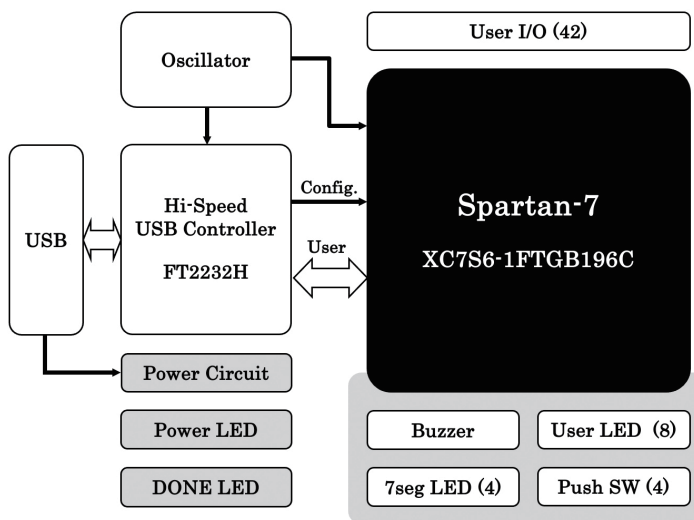 Oscillator
User I/O (42)
USB
Hi-Speed
USB Controller
FT2232H
Config.
User
Spartan-7
XC7S6-1FTGB196C
Power Circuit
Power LED
DONE LED
Buzzer
User LED (8)
7seg LED (4)
Push SW (4)